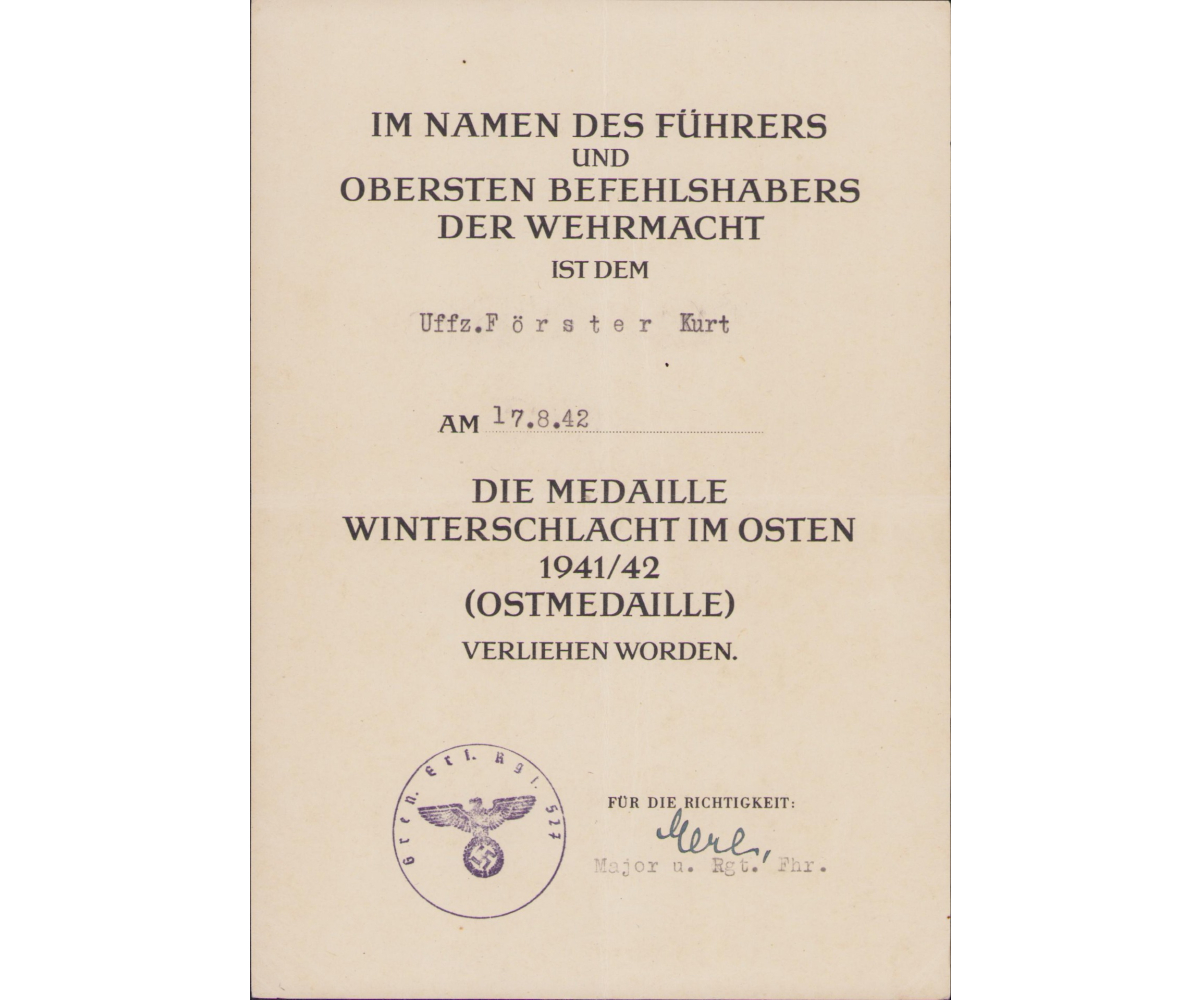 IM NAMEN DES FÜHRERS
UND
OBERSTEN BEFEHLSHABERS
DER WEHRMACHT
IST DEM
Uffz.Förster Kurt
AM 17.8.42
DIE MEDAILLE
WINTERSCHLACHT IM OSTEN
1941/42
(OSTMEDAILLE)
VERLIEHEN WORDEN.
Gren. Ers. Rgt. 527
FÜR DIE RICHTIGKEIT:
Major u. Rgt. Fhr.